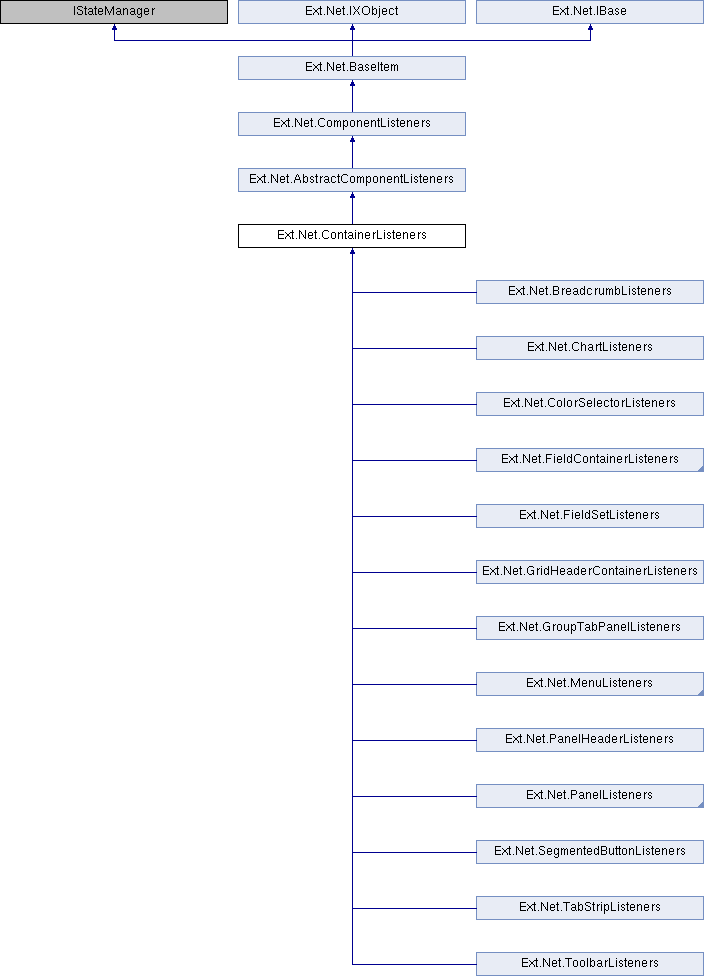 IStateManager
Ext.Net.IXObject
Ext.Net.IBase
Ext.Net.BaseItem
Ext.Net.ComponentListeners
Ext.Net.AbstractComponentListeners
Ext.Net.ContainerListeners
Ext.Net.BreadcrumbListeners
Ext.Net.ChartListeners
Ext.Net.ColorSelectorListeners
Ext.Net.FieldContainerListeners
Ext.Net.FieldSetListeners
Ext.Net.GridHeaderContainerListeners
Ext.Net.GroupTabPanelListeners
Ext.Net.MenuListeners
Ext.Net.PanelHeaderListeners
Ext.Net.PanelListeners
Ext.Net.SegmentedButtonListeners
Ext.Net.TabStripListeners
Ext.Net.ToolbarListeners